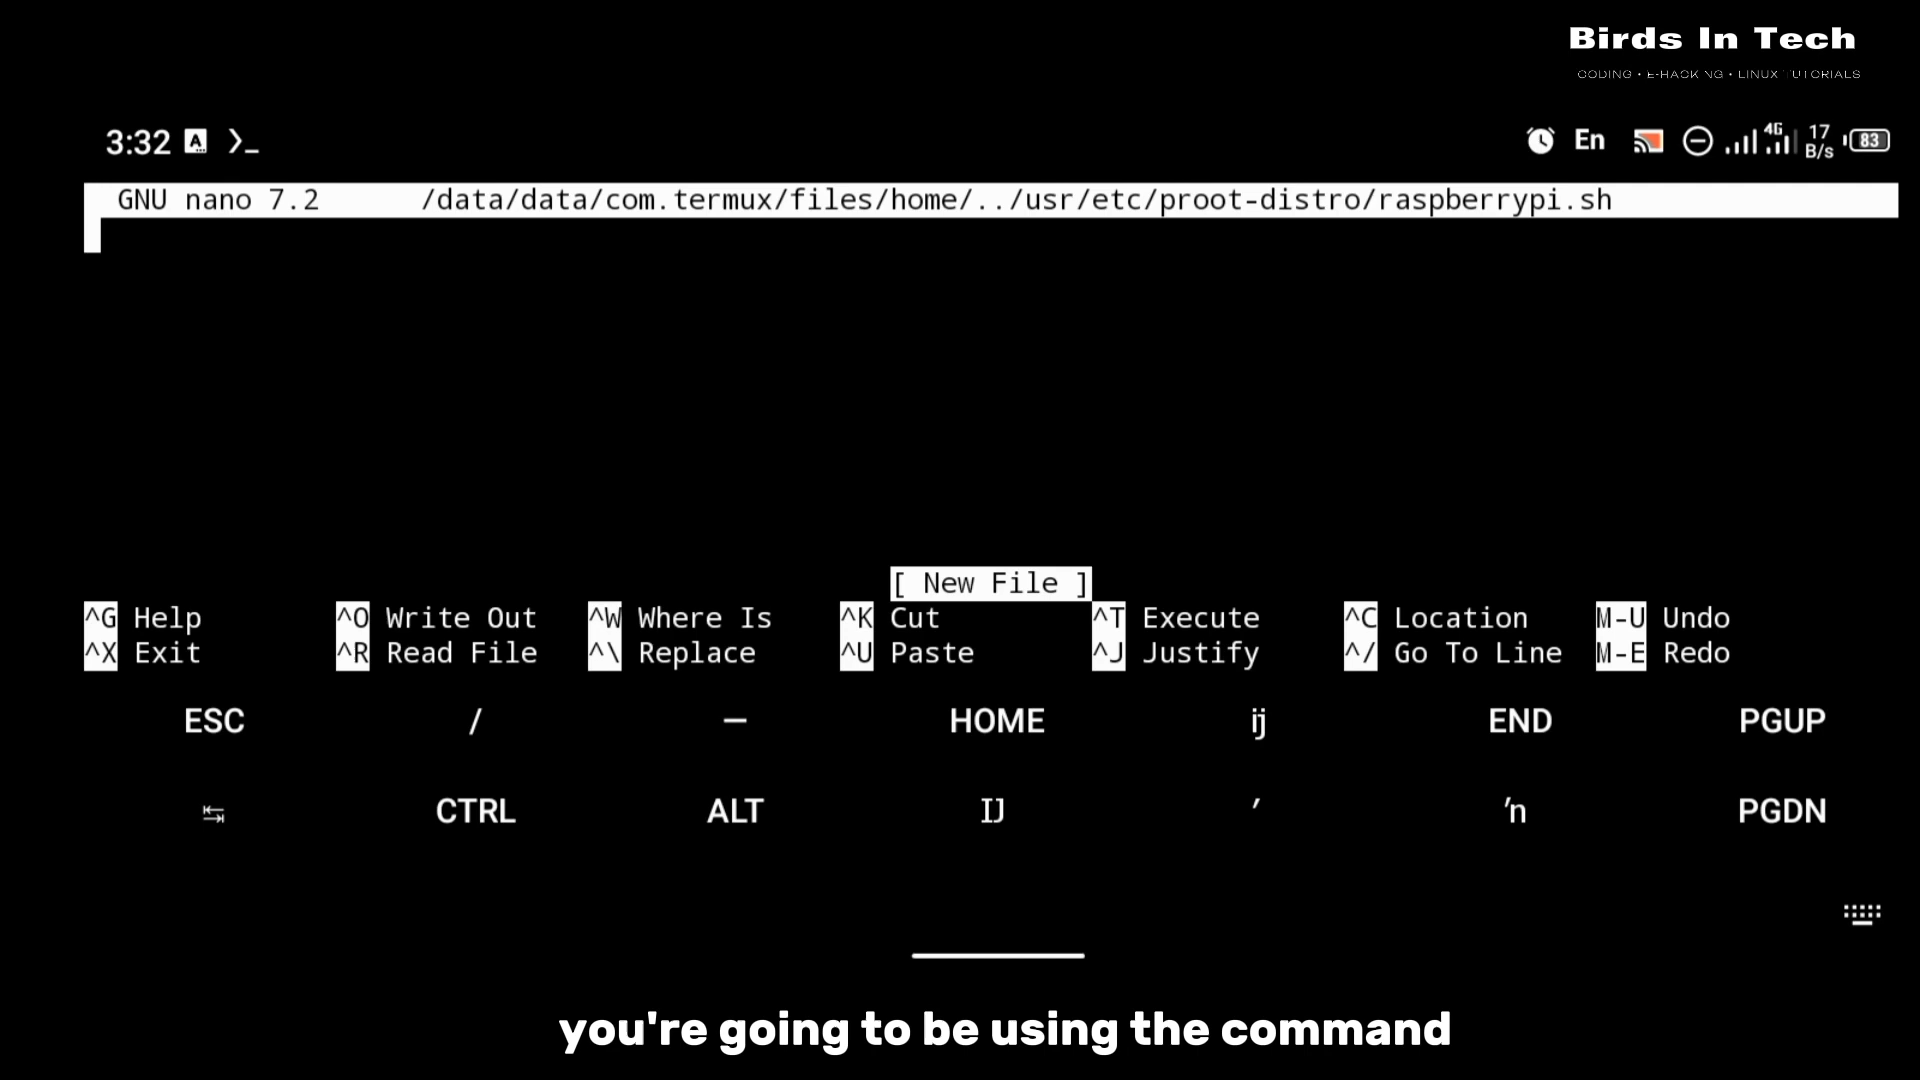 Birds In Tech
CODING • E-HACKING • LINUX TUTORIALS
3:32 A >_ En 4G 17 B/s 83
GNU nano 7.2 /data/data/com.termux/files/home/../usr/etc/proot-distro/raspberrypi.sh
[ New File ]
^G Help ^O Write Out ^W Where Is ^K Cut ^T Execute ^C Location M-U Undo
^X Exit ^R Read File ^\ Replace ^U Paste ^J Justify ^/ Go To Line M-E Redo
ESC / — HOME ij END PGUP
↹ CTRL ALT IJ ′ ŉ PGDN
you're going to be using the command